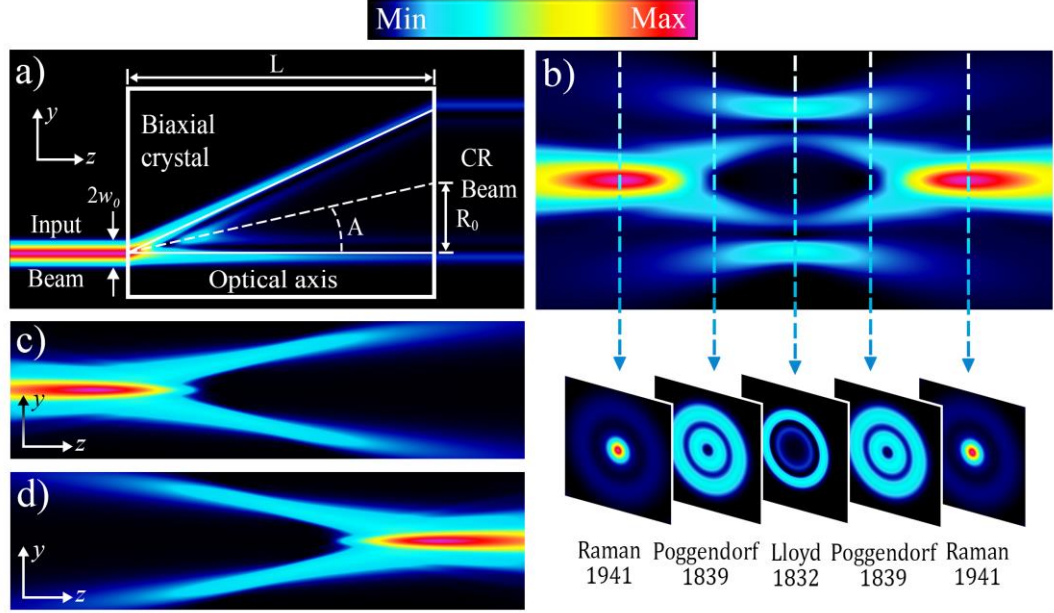 Min Max
a)
L
y
z
Biaxial
crystal
CR
Beam
R0
2w0
A
Input
Beam
Optical axis
b)
c)
y
z
d)
y
z
Raman
1941
Poggendorf
1839
Lloyd
1832
Poggendorf
1839
Raman
1941